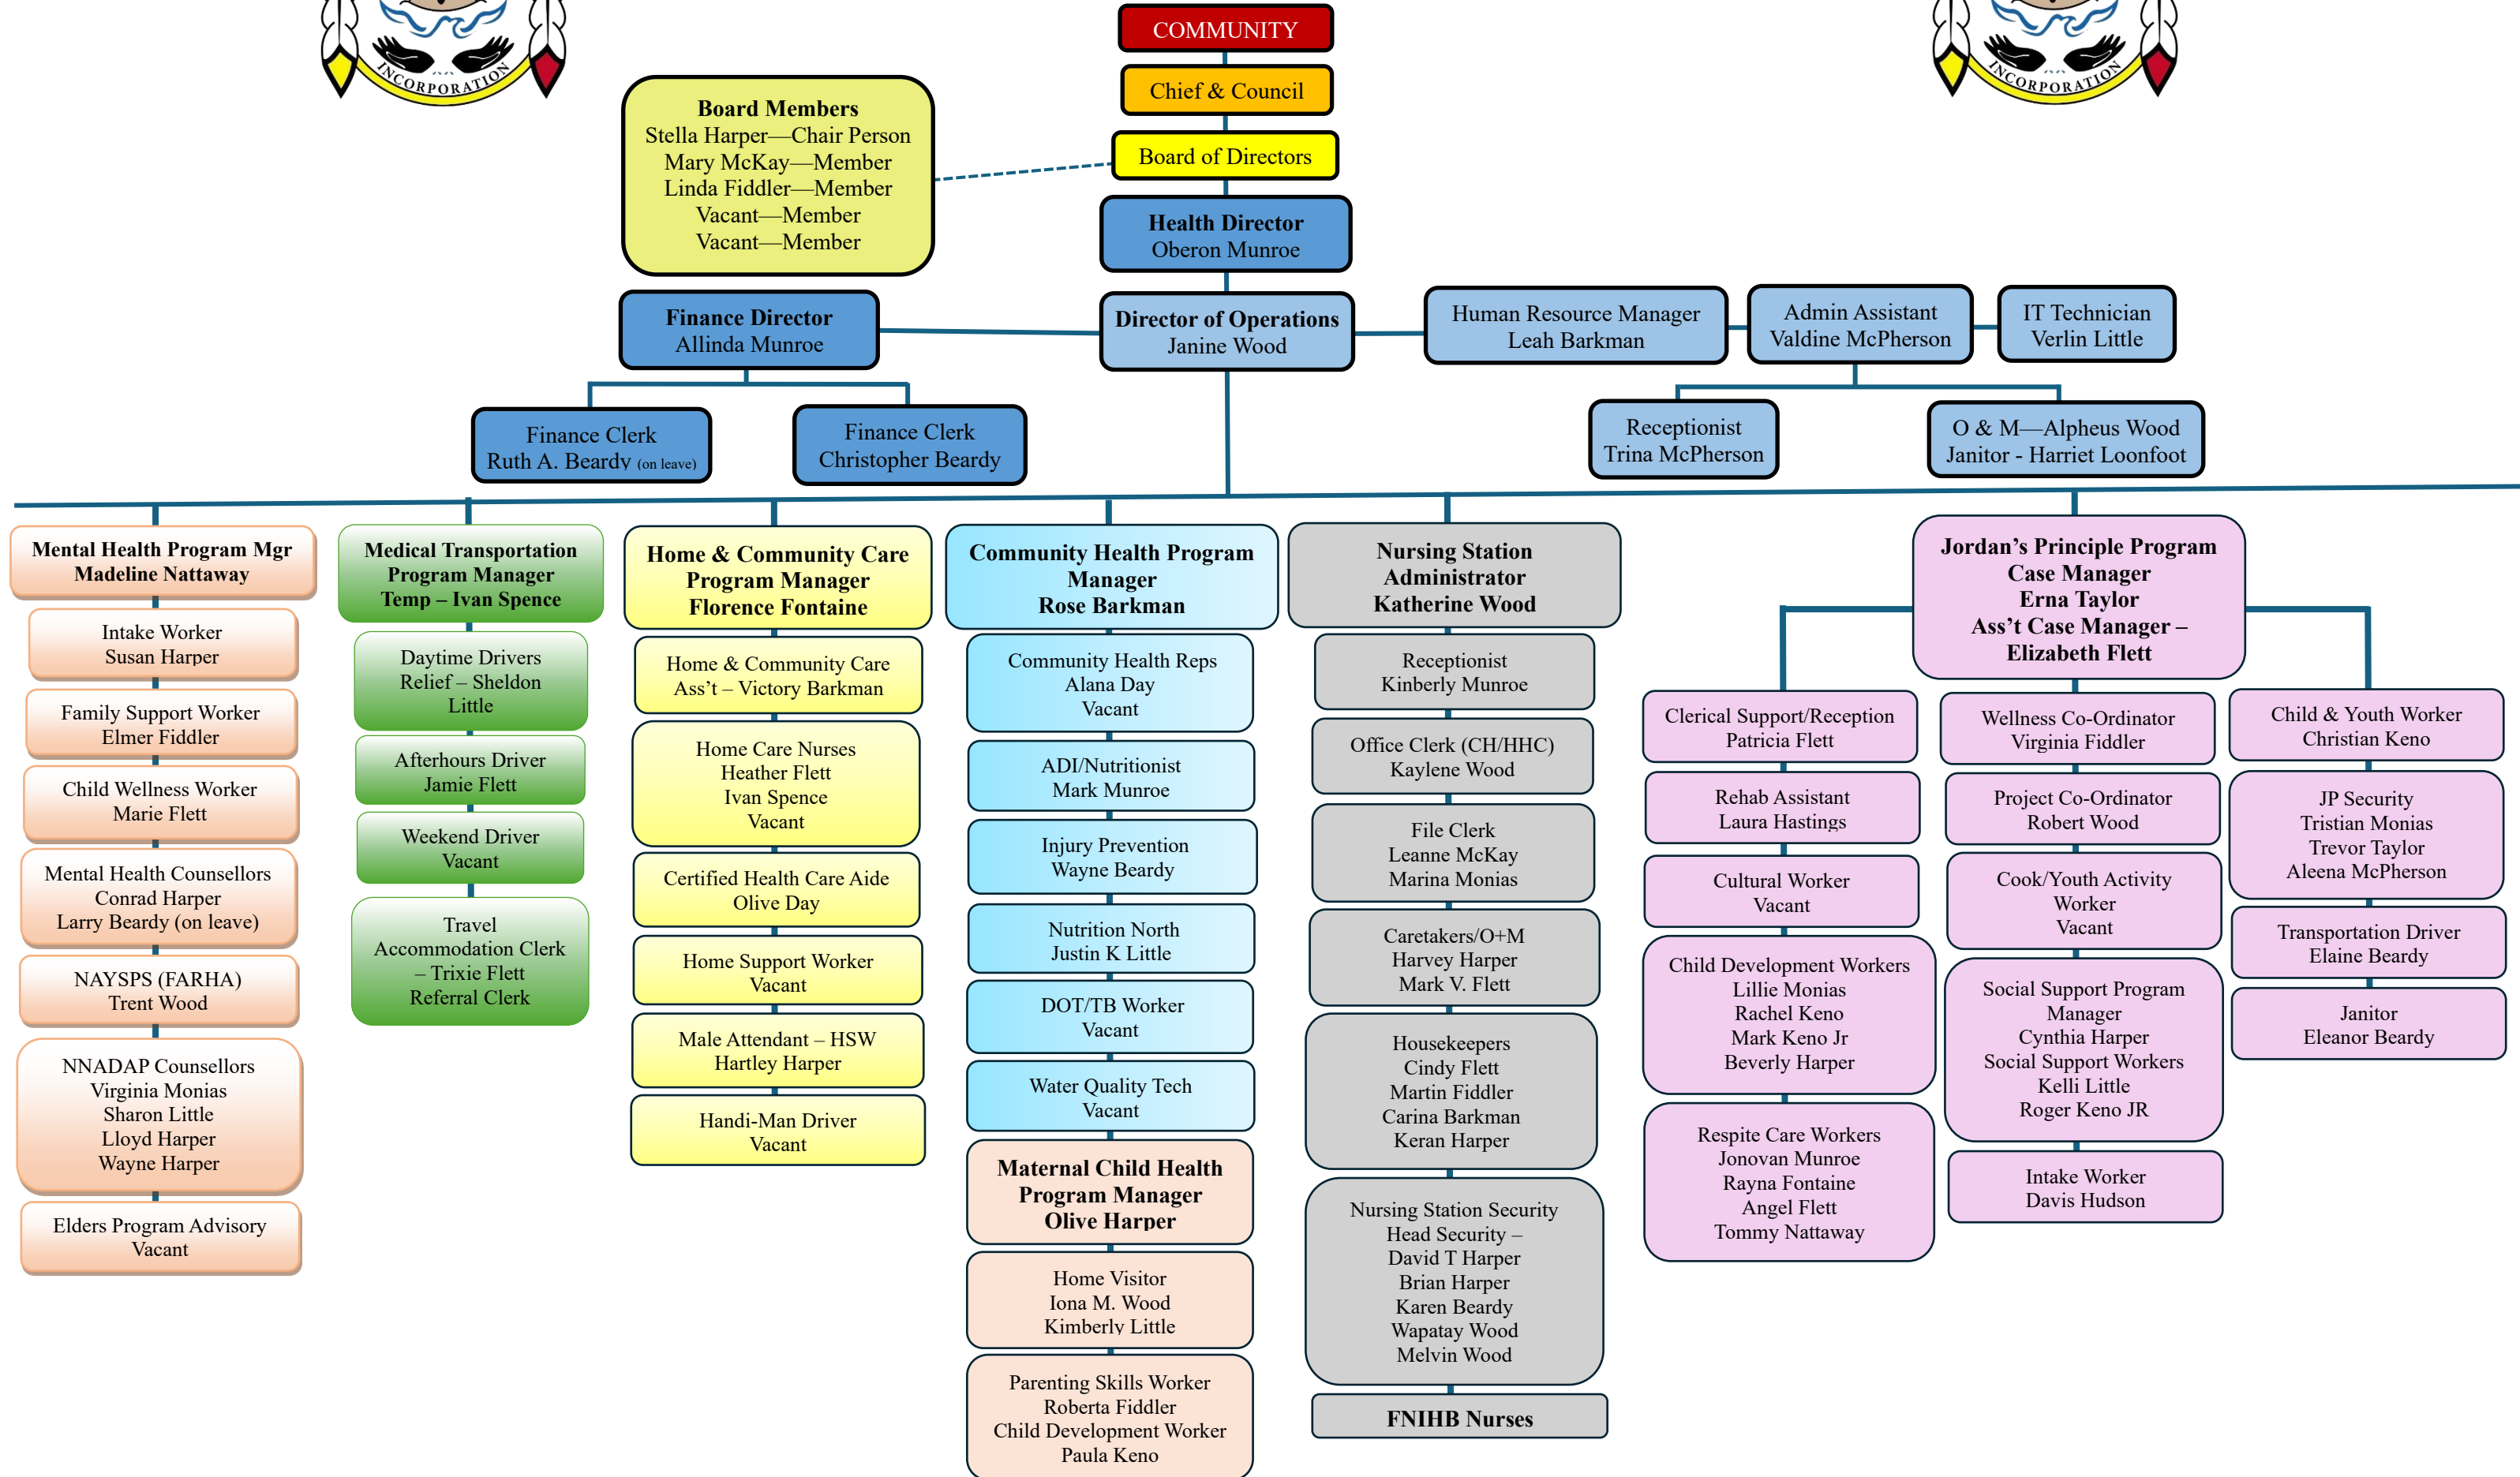 INCORPORATION
INCORPORATION
COMMUNITY
Chief & Council
Board of Directors
Board Members
Stella Harper—Chair Person
Mary McKay—Member
Linda Fiddler—Member
Vacant—Member
Vacant—Member
Health Director
Oberon Munroe
Finance Director
Allinda Munroe
Director of Operations
Janine Wood
Human Resource Manager
Leah Barkman
Admin Assistant
Valdine McPherson
IT Technician
Verlin Little
Finance Clerk
Ruth A. Beardy (on leave)
Finance Clerk
Christopher Beardy
Receptionist
Trina McPherson
O & M—Alpheus Wood
Janitor - Harriet Loonfoot
Mental Health Program Mgr
Madeline Nattaway
Intake Worker
Susan Harper
Family Support Worker
Elmer Fiddler
Child Wellness Worker
Marie Flett
Mental Health Counsellors
Conrad Harper
Larry Beardy (on leave)
NAYSPS (FARHA)
Trent Wood
NNADAP Counsellors
Virginia Monias
Sharon Little
Lloyd Harper
Wayne Harper
Elders Program Advisory
Vacant
Medical Transportation
Program Manager
Temp – Ivan Spence
Daytime Drivers
Relief – Sheldon
Little
Afterhours Driver
Jamie Flett
Weekend Driver
Vacant
Travel
Accommodation Clerk
– Trixie Flett
Referral Clerk
Home & Community Care
Program Manager
Florence Fontaine
Home & Community Care
Ass't – Victory Barkman
Home Care Nurses
Heather Flett
Ivan Spence
Vacant
Certified Health Care Aide
Olive Day
Home Support Worker
Vacant
Male Attendant – HSW
Hartley Harper
Handi-Man Driver
Vacant
Community Health Program
Manager
Rose Barkman
Community Health Reps
Alana Day
Vacant
ADI/Nutritionist
Mark Munroe
Injury Prevention
Wayne Beardy
Nutrition North
Justin K Little
DOT/TB Worker
Vacant
Water Quality Tech
Vacant
Maternal Child Health
Program Manager
Olive Harper
Home Visitor
Iona M. Wood
Kimberly Little
Parenting Skills Worker
Roberta Fiddler
Child Development Worker
Paula Keno
Nursing Station
Administrator
Katherine Wood
Receptionist
Kinberly Munroe
Office Clerk (CH/HHC)
Kaylene Wood
File Clerk
Leanne McKay
Marina Monias
Caretakers/O+M
Harvey Harper
Mark V. Flett
Housekeepers
Cindy Flett
Martin Fiddler
Carina Barkman
Keran Harper
Nursing Station Security
Head Security –
David T Harper
Brian Harper
Karen Beardy
Wapatay Wood
Melvin Wood
FNIHB Nurses
Jordan's Principle Program
Case Manager
Erna Taylor
Ass't Case Manager –
Elizabeth Flett
Clerical Support/Reception
Patricia Flett
Rehab Assistant
Laura Hastings
Cultural Worker
Vacant
Child Development Workers
Lillie Monias
Rachel Keno
Mark Keno Jr
Beverly Harper
Respite Care Workers
Jonovan Munroe
Rayna Fontaine
Angel Flett
Tommy Nattaway
Wellness Co-Ordinator
Virginia Fiddler
Project Co-Ordinator
Robert Wood
Cook/Youth Activity
Worker
Vacant
Social Support Program
Manager
Cynthia Harper
Social Support Workers
Kelli Little
Roger Keno JR
Intake Worker
Davis Hudson
Child & Youth Worker
Christian Keno
JP Security
Tristian Monias
Trevor Taylor
Aleena McPherson
Transportation Driver
Elaine Beardy
Janitor
Eleanor Beardy